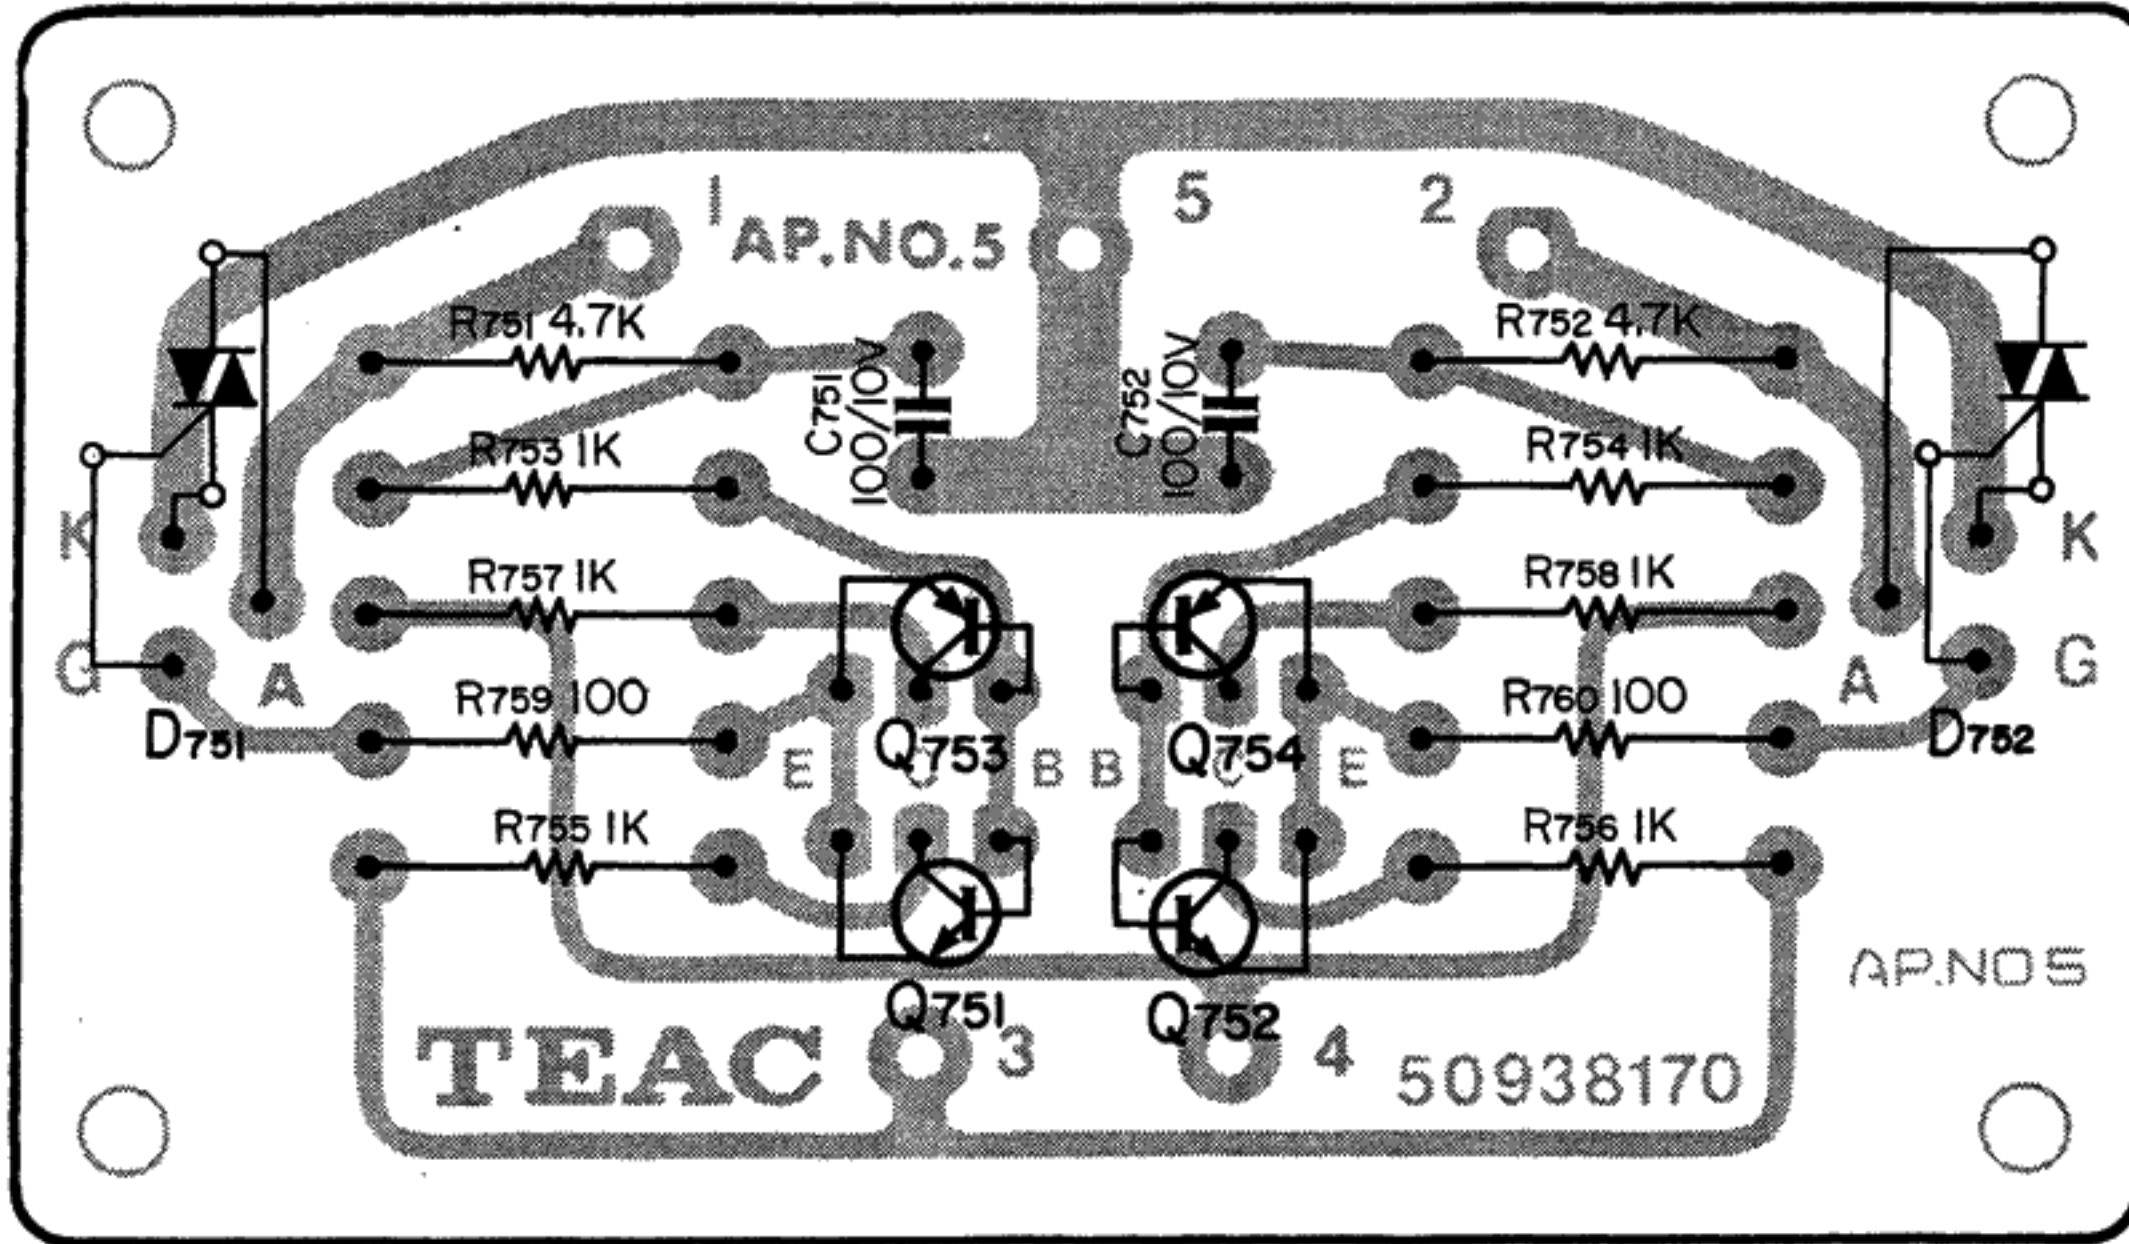 1 5 2
AP.NO.5
R751 4.7K
R752 4.7K
C751
100/10V
C752
100/10V
R753 1K
R754 1K
K
K
R757 1K
R758 1K
G
A
R759 100
R760 100
A
G
D751
Q753
Q754
D752
E C B B C E
R755 1K
R756 1K
AP.NO5
Q751
Q752
TEAC 3 4 50938170